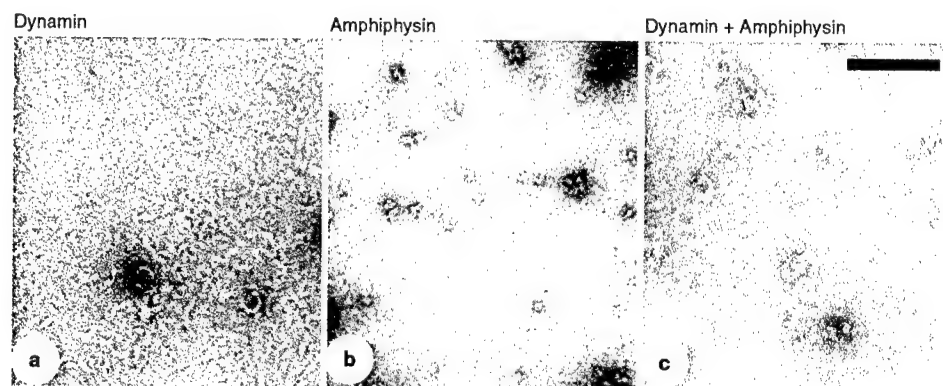 Dynamin
Amphiphysin
Dynamin + Amphiphysin
a
b
c